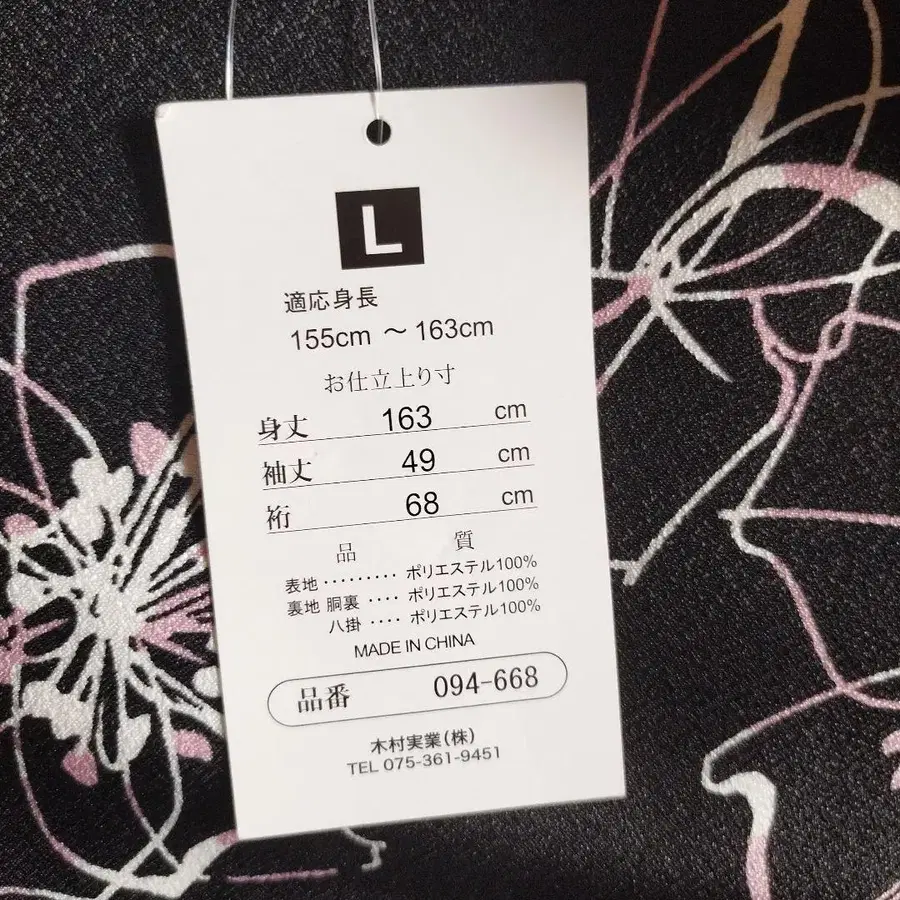 L
適応身長
155cm ～ 163cm
お仕立上り寸
身丈 163 cm
袖丈 49 cm
裄 68 cm
品 質
表地 ········· ポリエステル100%
裏地 胴裏 ···· ポリエステル100%
八掛 ···· ポリエステル100%
MADE IN CHINA
品番 094-668
木村実業(株)
TEL 075-361-9451